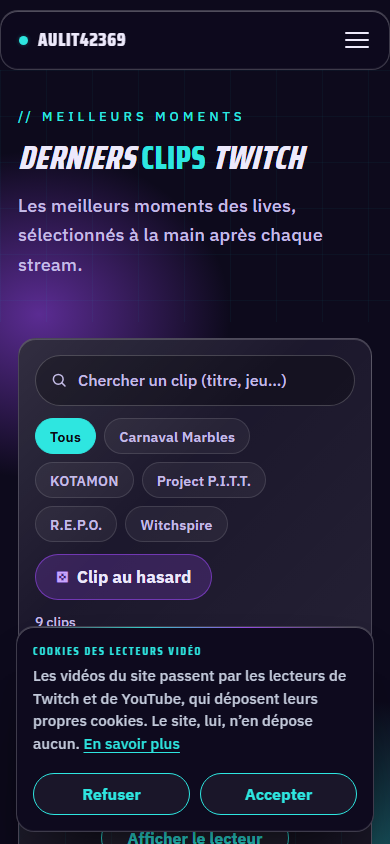 AULIT42369
// MEILLEURS MOMENTS
DERNIERS CLIPS TWITCH
Les meilleurs moments des lives,
sélectionnés à la main après chaque
stream.
Chercher un clip (titre, jeu...)
Tous Carnaval Marbles
KOTAMON Project P.I.T.T.
R.E.P.O. Witchspire
Clip au hasard
9 clips
COOKIES DES LECTEURS VIDÉO
Les vidéos du site passent par les lecteurs de
Twitch et de YouTube, qui déposent leurs
propres cookies. Le site, lui, n’en dépose
aucun. En savoir plus
Refuser Accepter
Afficher le lecteur